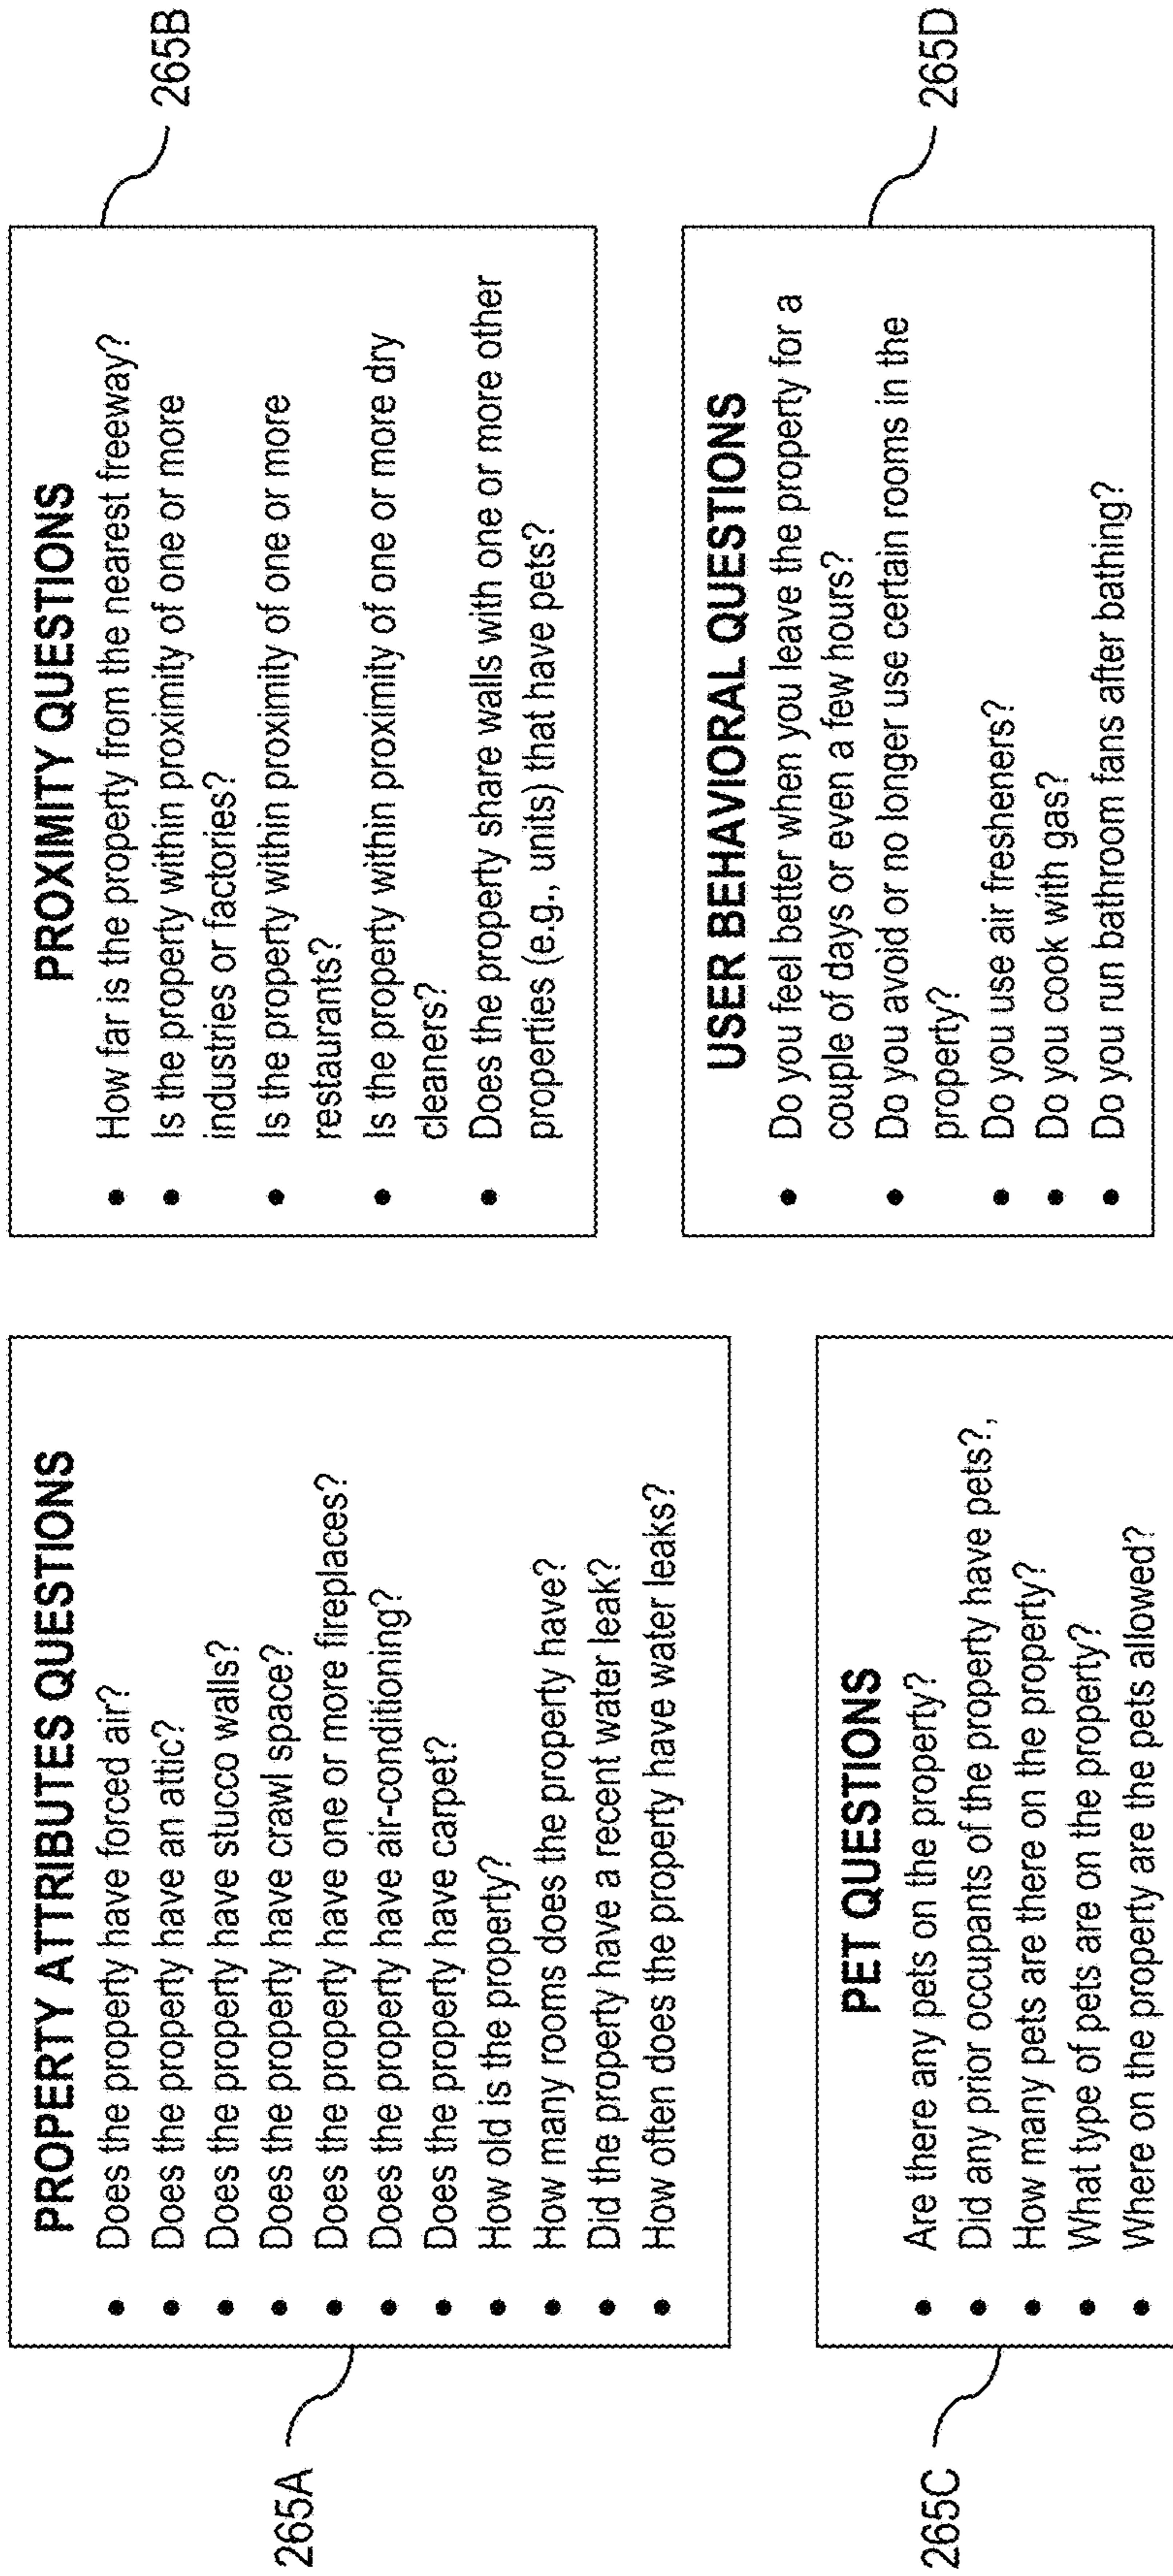 265A
PROPERTY ATTRIBUTES QUESTIONS
• Does the property have forced air?
• Does the property have an attic?
• Does the property have stucco walls?
• Does the property have crawl space?
• Does the property have one or more fireplaces?
• Does the property have air-conditioning?
• Does the property have carpet?
• How old is the property?
• How many rooms does the property have?
• Did the property have a recent water leak?
• How often does the property have water leaks?
PROXIMITY QUESTIONS
• How far is the property from the nearest freeway?
• Is the property within proximity of one or more
industries or factories?
• Is the property within proximity of one or more
restaurants?
• Is the property within proximity of one or more dry
cleaners?
• Does the property share walls with one or more other
properties (e.g., units) that have pets?
265B
265C
PET QUESTIONS
• Are there any pets on the property?
• Did any prior occupants of the property have pets?,
• How many pets are there on the property?
• What type of pets are on the property?
• Where on the property are the pets allowed?
USER BEHAVIORAL QUESTIONS
• Do you feel better when you leave the property for a
couple of days or even a few hours?
• Do you avoid or no longer use certain rooms in the
property?
• Do you use air fresheners?
• Do you cook with gas?
• Do you run bathroom fans after bathing?
265D